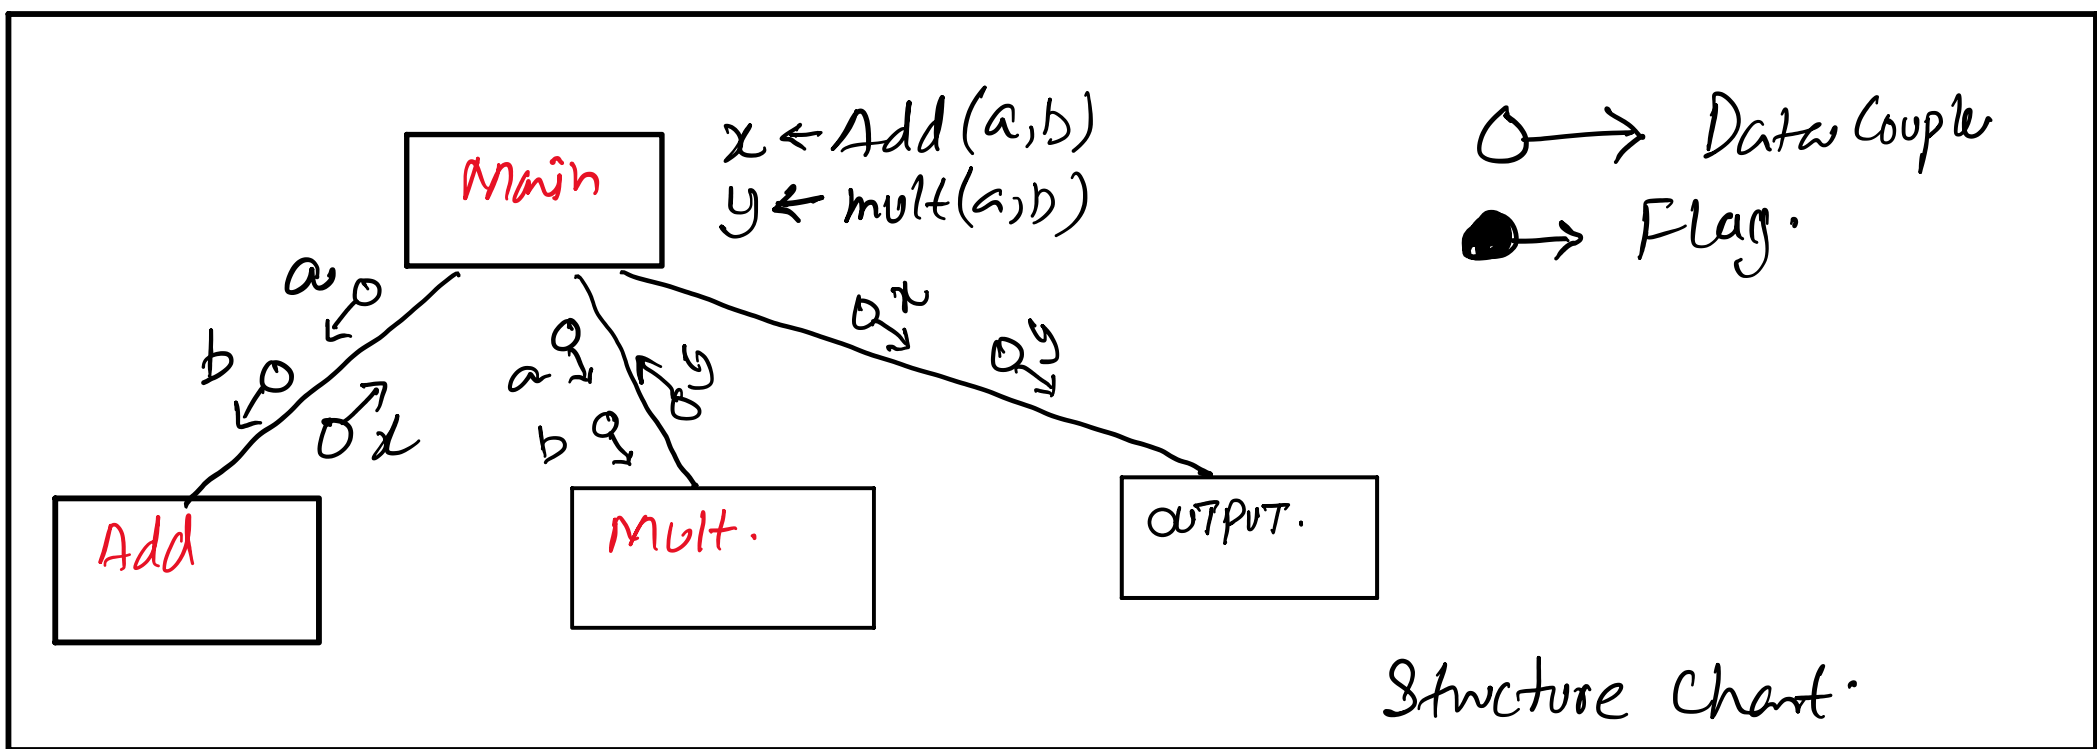 x ← Add(a,b)
y ← mult(a,b)
Main
Data Couple
Flag.
a
b
x
a
b
y
x
y
Add
Mult.
OUTPUT.
Structure Chart.